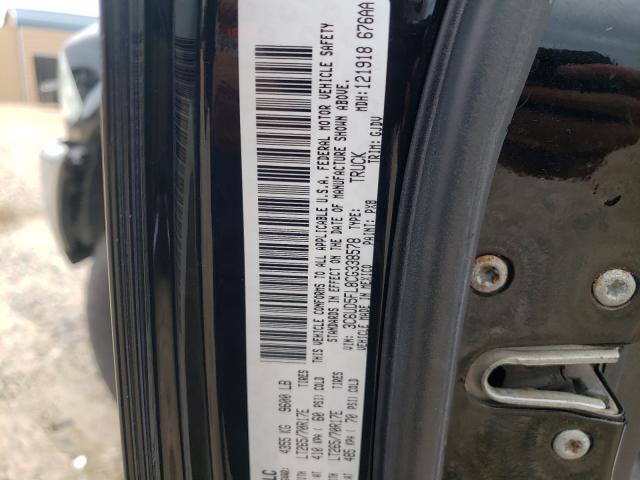 LC
4355 KG 9600 LB
LT265/70R17E TIRES
410 KPA ( 60 PSI) COLD
LT265/70R17E TIRES
485 KPA ( 70 PSI) COLD
THIS VEHICLE CONFORMS TO ALL APPLICABLE U.S.A. FEDERAL MOTOR VEHICLE SAFETY
STANDARDS IN EFFECT ON THE DATE OF MANUFACTURE SHOWN ABOVE.
VIN: 3C6UD5FL8CG338578 TYPE: TRUCK MDH: 121918 676AA
VEHICLE MADE IN MEXICO PAINT: PX8 TRIM: GJDV